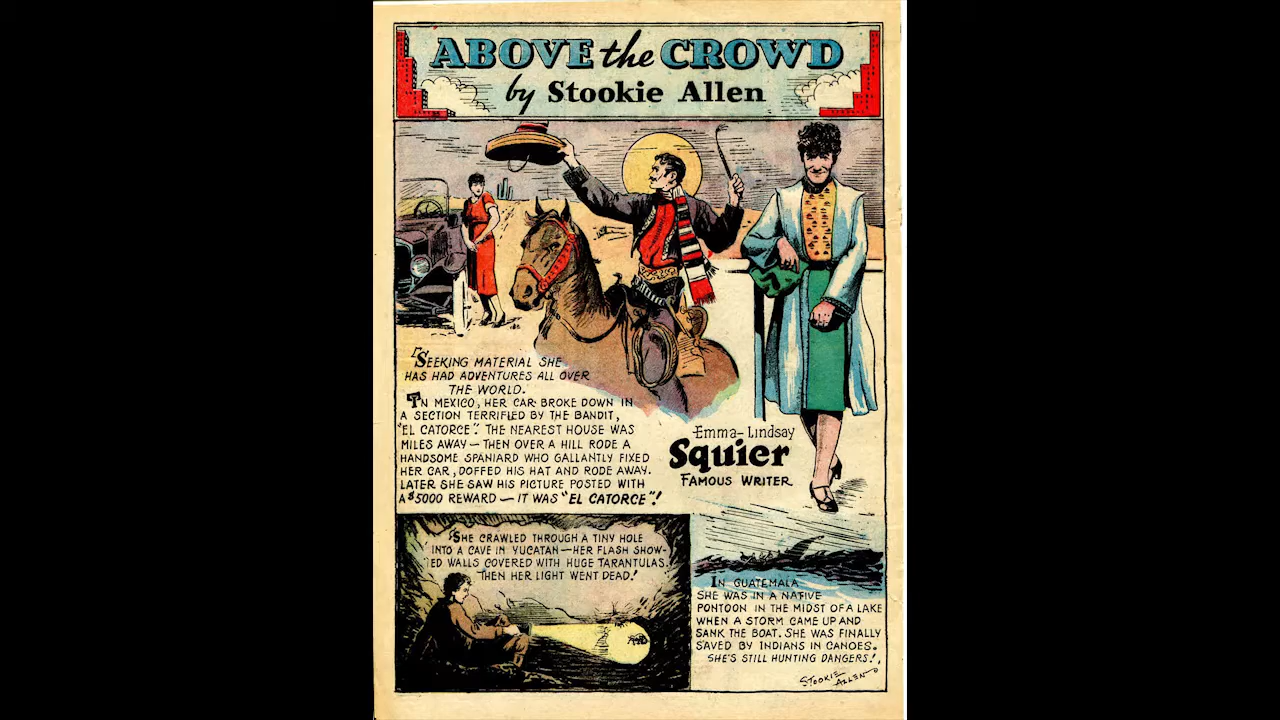 ABOVE the CROWD
by Stookie Allen
SEEKING MATERIAL SHE
HAS HAD ADVENTURES ALL OVER
THE WORLD.
IN MEXICO, HER CAR BROKE DOWN IN
A SECTION TERRIFIED BY THE BANDIT,
"EL CATORCE". THE NEAREST HOUSE WAS
MILES AWAY — THEN OVER A HILL RODE A
HANDSOME SPANIARD WHO GALLANTLY FIXED
HER CAR, DOFFED HIS HAT AND RODE AWAY.
LATER SHE SAW HIS PICTURE POSTED WITH
A $5000 REWARD — IT WAS "EL CATORCE"!
Emma-Lindsay
Squier
FAMOUS WRITER
SHE CRAWLED THROUGH A TINY HOLE
INTO A CAVE IN YUCATAN — HER FLASH SHOW-
ED WALLS COVERED WITH HUGE TARANTULAS.
THEN HER LIGHT WENT DEAD!
IN GUATEMALA
SHE WAS IN A NATIVE
PONTOON IN THE MIDST OF A LAKE
WHEN A STORM CAME UP AND
SANK THE BOAT. SHE WAS FINALLY
SAVED BY INDIANS IN CANOES.
SHE'S STILL HUNTING DANGERS!
STOOKIE
ALLEN